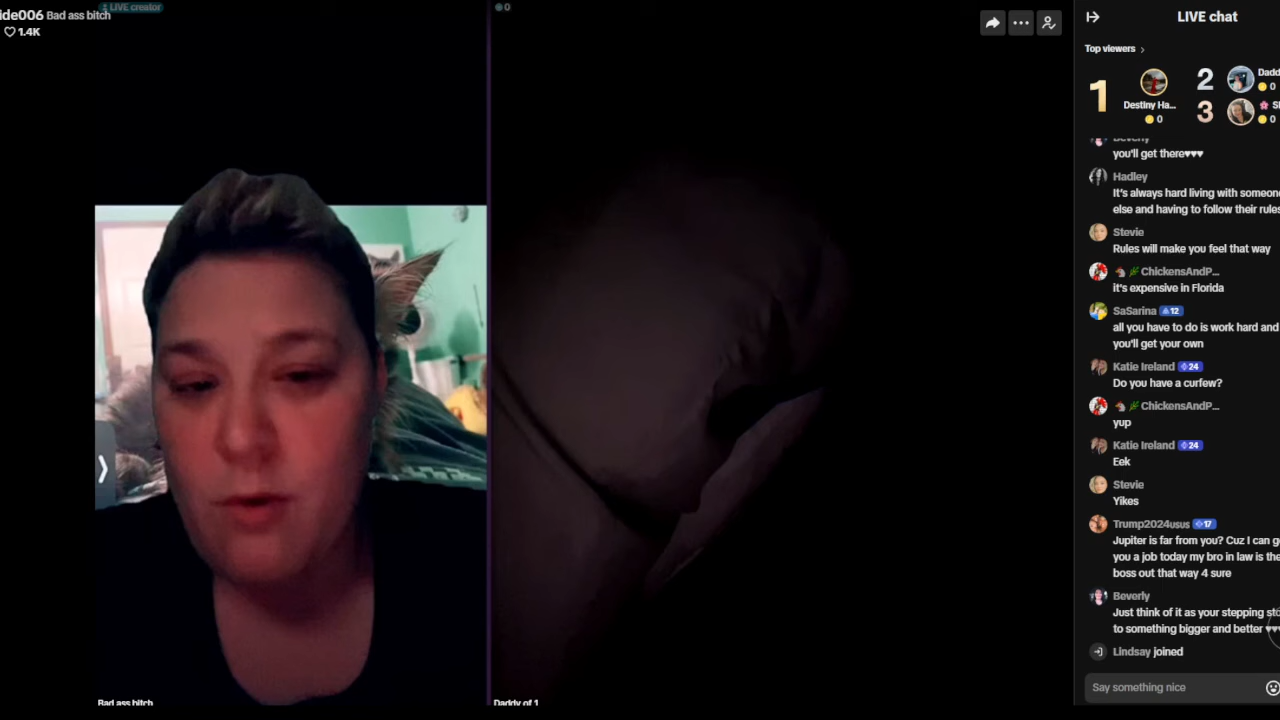 ide006 Bad ass bitch
LIVE creator
1.4K
0
Bad ass bitch
Daddy of 1
LIVE chat
Top viewers
1
Destiny Ha...
0
2
Dadd
0
3
0
Beverly
you'll get there♥♥♥
Hadley
It's always hard living with someone
else and having to follow their rules
Stevie
Rules will make you feel that way
ChickensAndP...
it's expensive in Florida
SaSarina 12
all you have to do is work hard and
you'll get your own
Katie Ireland 24
Do you have a curfew?
ChickensAndP...
yup
Katie Ireland 24
Eek
Stevie
Yikes
Trump2024usus 17
Jupiter is far from you? Cuz I can g
you a job today my bro in law is the
boss out that way 4 sure
Beverly
Just think of it as your stepping sto
to something bigger and better ♥♥♥
Lindsay joined
Say something nice